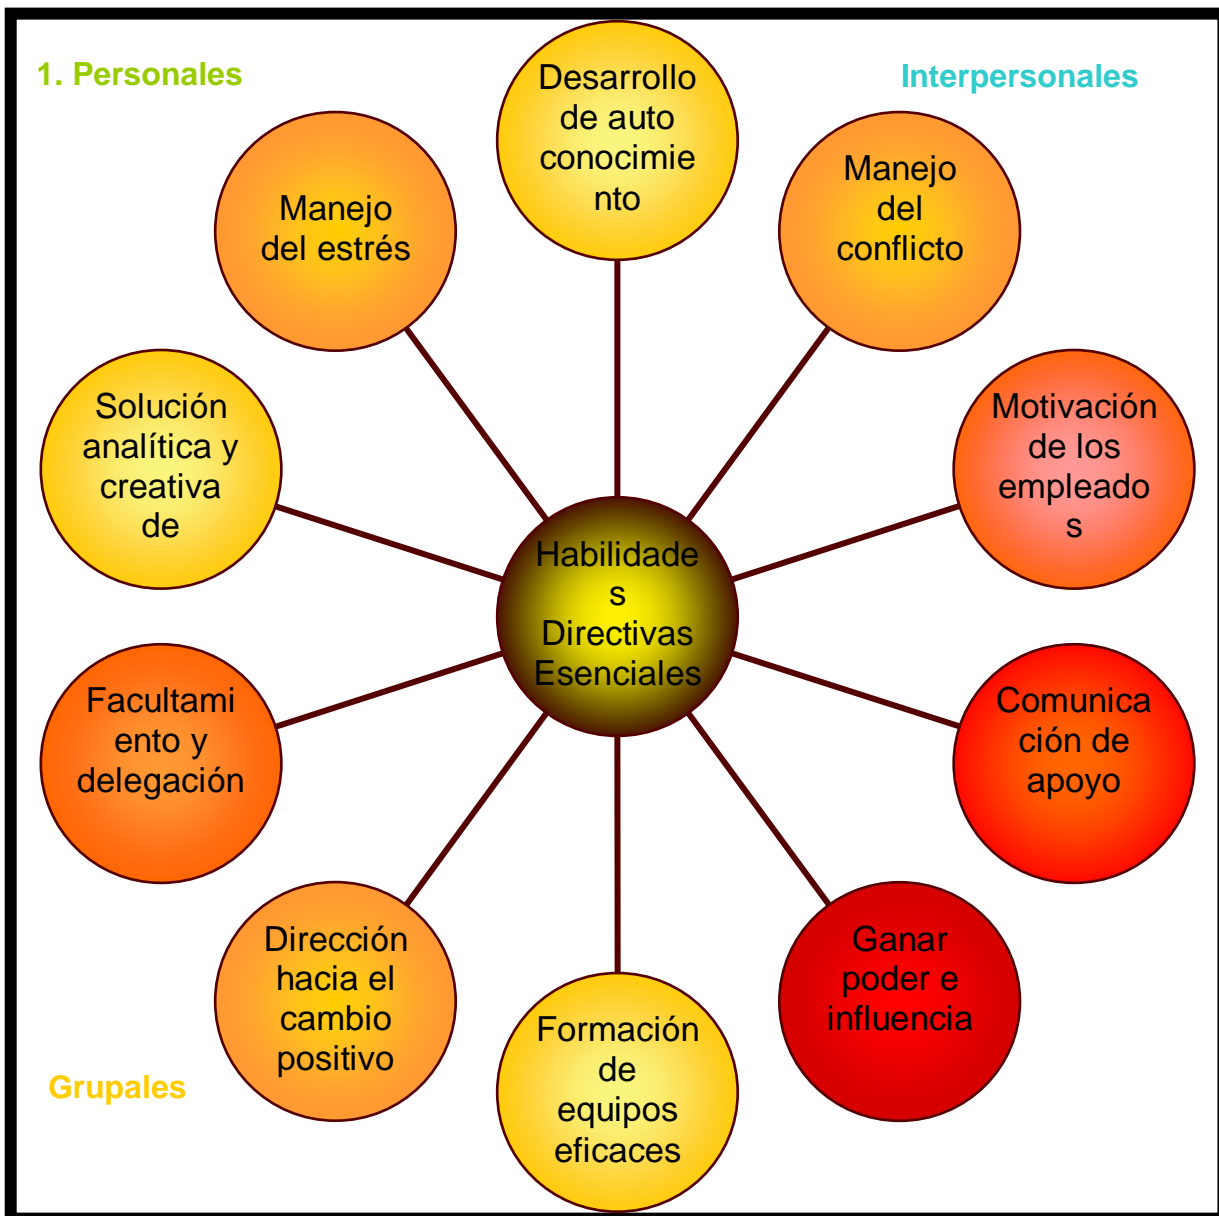 1. Personales
Interpersonales
Desarrollo
de auto
conocimie
nto
Manejo
del
conflicto
Motivación
de los
empleado
s
Comunica
ción de
apoyo
Ganar
poder e
influencia
Formación
de
equipos
eficaces
Dirección
hacia el
cambio
positivo
Facultami
ento y
delegación
Solución
analítica y
creativa
de
Manejo
del estrés
Habilidade
s
Directivas
Esenciales
Grupales